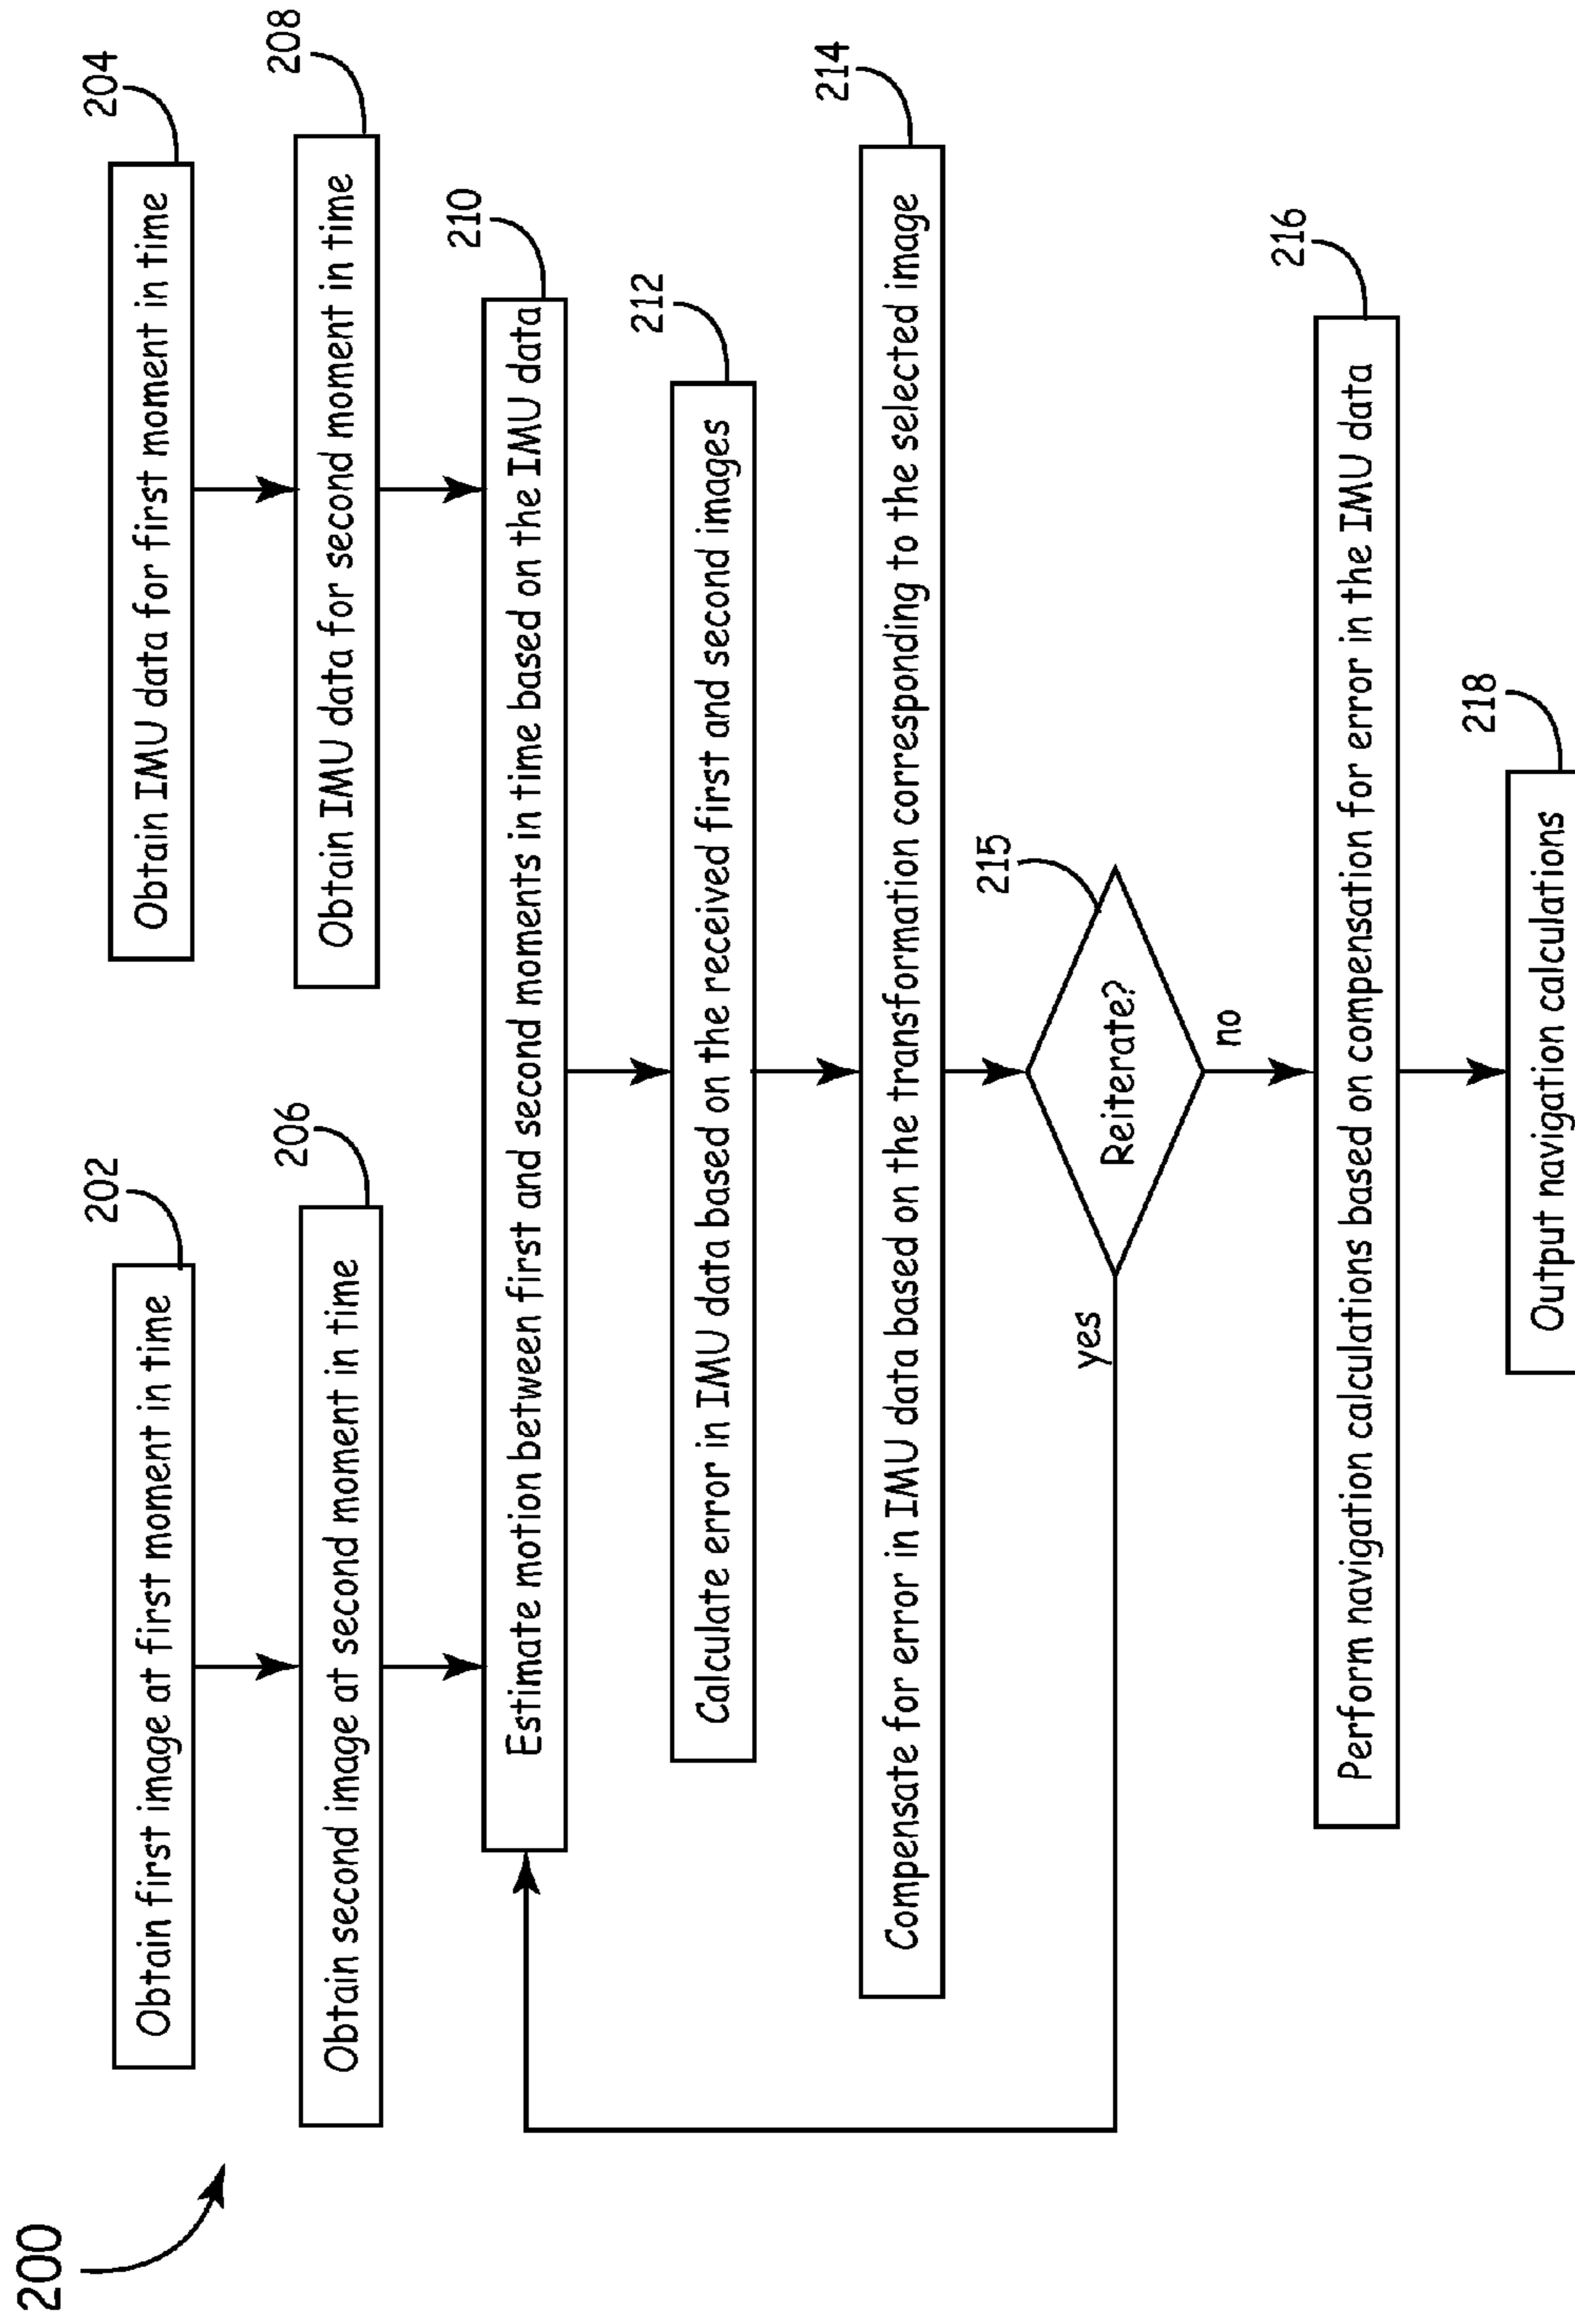 200
202
Obtain first image at first moment in time
204
Obtain IMU data for first moment in time
206
Obtain second image at second moment in time
208
Obtain IMU data for second moment in time
210
Estimate motion between first and second moments in time based on the IMU data
212
Calculate error in IMU data based on the received first and second images
214
Compensate for error in IMU data based on the transformation corresponding to the selected image
215
Reiterate?
yes
no
216
Perform navigation calculations based on compensation for error in the IMU data
218
Output navigation calculations